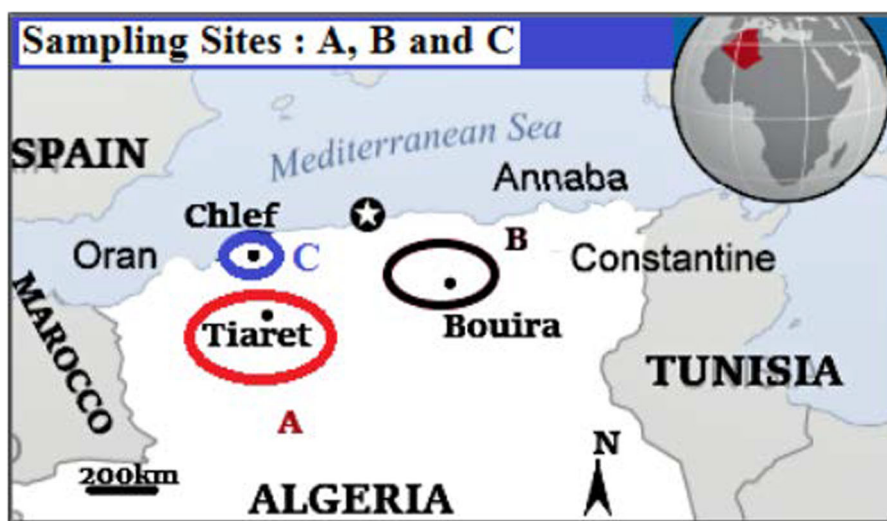 Sampling Sites : A, B and C
SPAIN
Mediterranean Sea
Annaba
Chlef
Oran
C
B
Constantine
MAROCCO
Tiaret
Bouira
TUNISIA
A
N
200km
ALGERIA